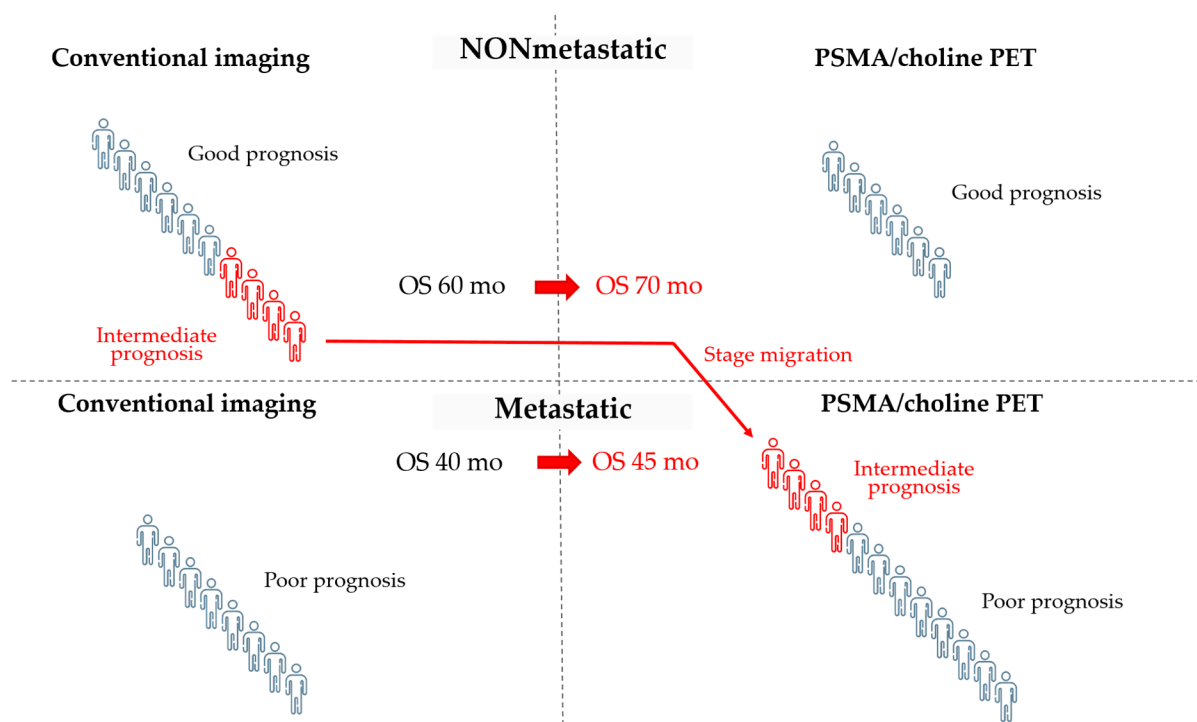 NONmetastatic
Conventional imaging
PSMA/choline PET
Good prognosis
Good prognosis
OS 60 mo
OS 70 mo
Intermediate
prognosis
Stage migration
Conventional imaging
Metastatic
PSMA/choline PET
OS 40 mo
OS 45 mo
Intermediate
prognosis
Poor prognosis
Poor prognosis